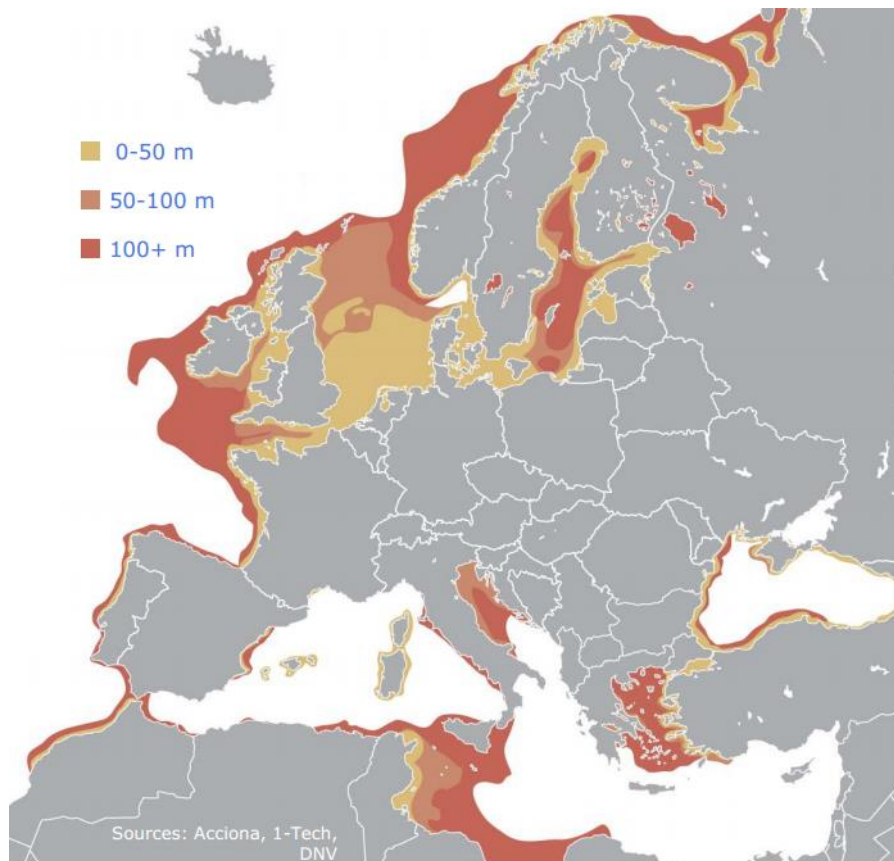 0-50 m
50-100 m
100+ m
Sources: Acciona, 1-Tech,
DNV